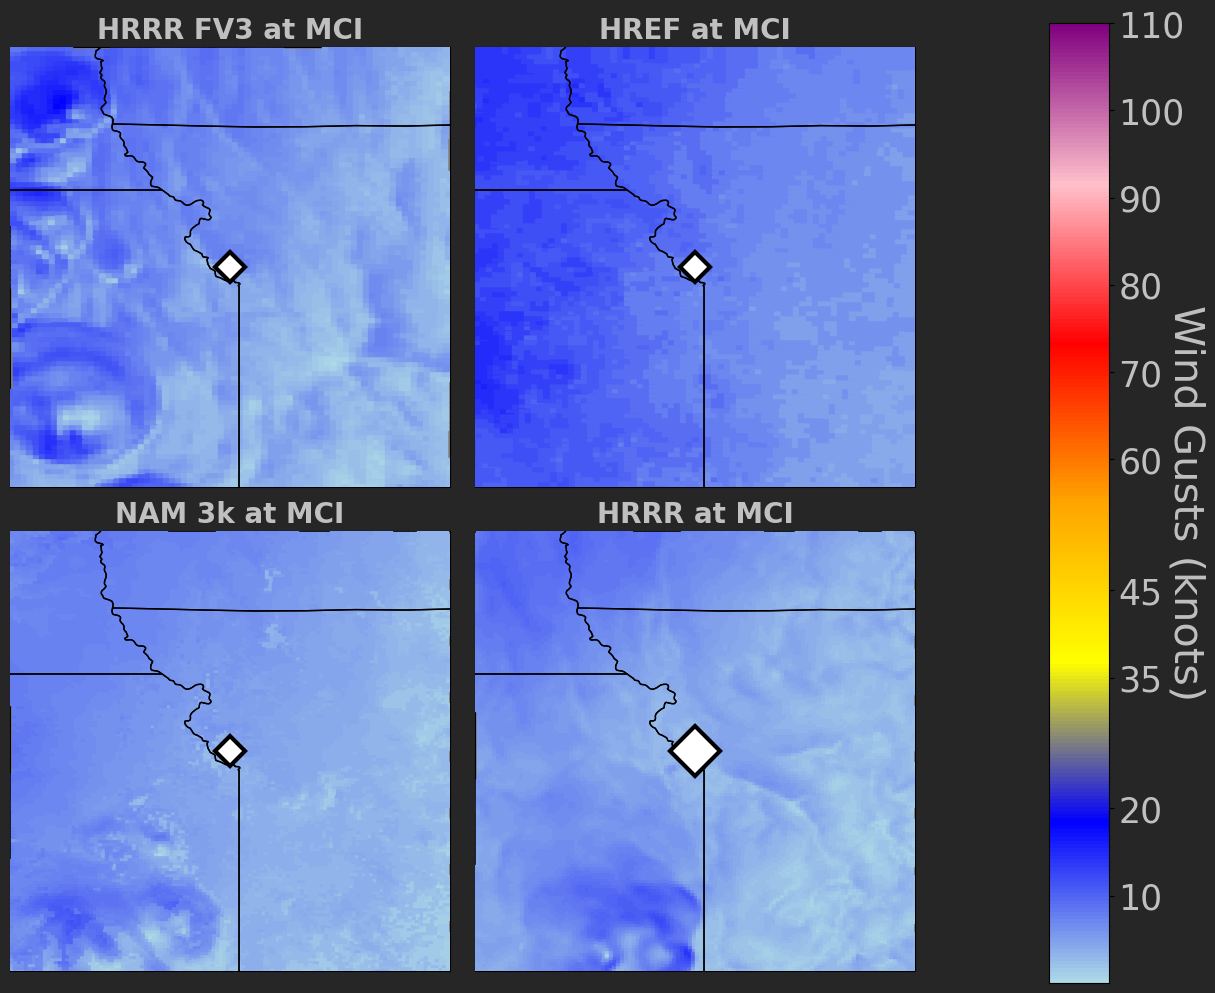 HRRR FV3 at MCI
HREF at MCI
NAM 3k at MCI
HRRR at MCI
110
100
90
80
70
60
45
35
20
10
Wind Gusts (knots)